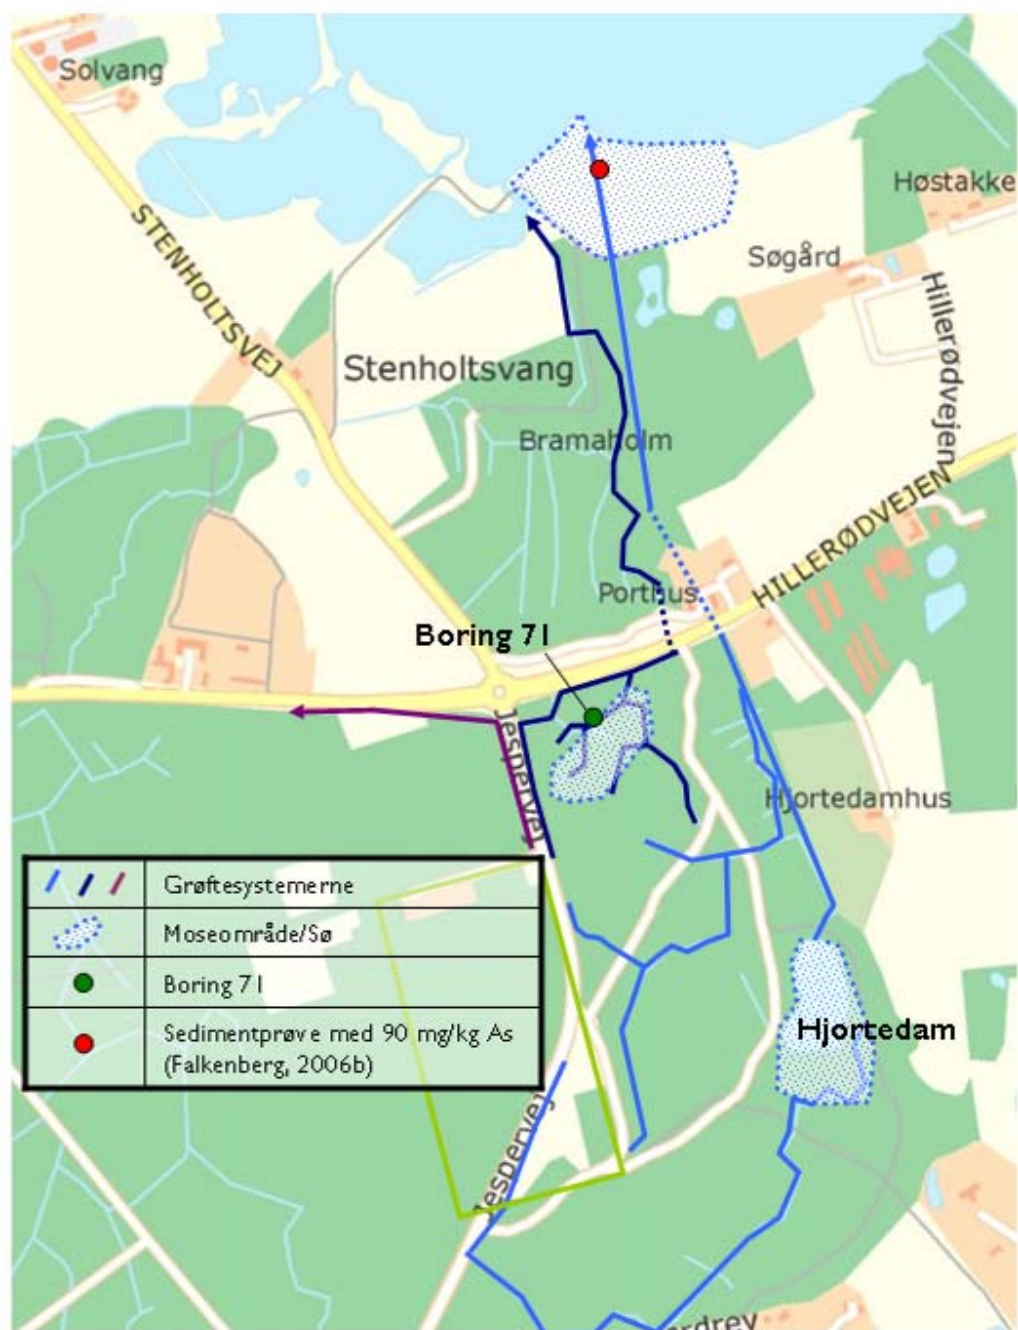 Solvang
Høstakke
STENHOLTSVEJ
Søgård
Hillerødvejen
Stenholtsvang
Bramaholm
HILLERØDVEJEN
Porthus
Boring 71
Jespervej
Hjortedamhus
Grøftesystemerne
Moseområde/Sø
Boring 71
Sedimentprøve med 90 mg/kg As
(Falkenberg, 2006b)
Hjortedam
Jespervej